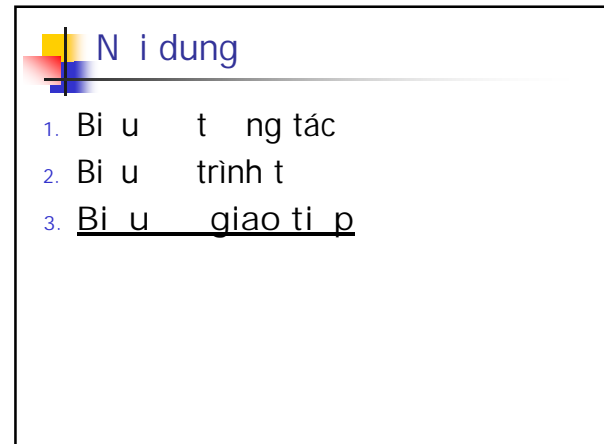 N i dung
1. Bi u t ng tác
2. Bi u trình t
3. Bi u giao ti p